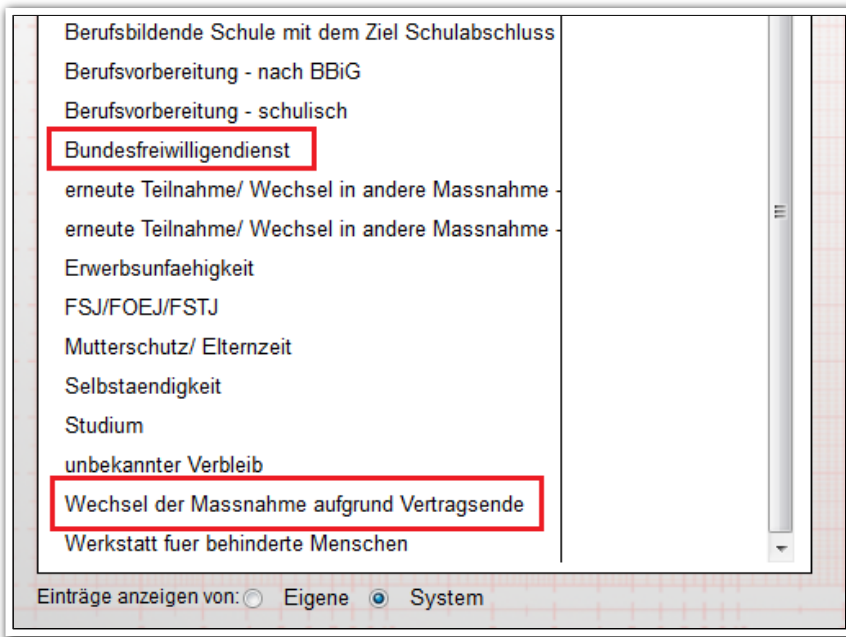 Berufsbildende Schule mit dem Ziel Schulabschluss
Berufsvorbereitung - nach BBiG
Berufsvorbereitung - schulisch
Bundesfreiwilligendienst
erneute Teilnahme/ Wechsel in andere Massnahme -
erneute Teilnahme/ Wechsel in andere Massnahme -
Erwerbsunfaehigkeit
FSJ/FOEJ/FSTJ
Mutterschutz/ Elternzeit
Selbstaendigkeit
Studium
unbekannter Verbleib
Wechsel der Massnahme aufgrund Vertragsende
Werkstatt fuer behinderte Menschen
Einträge anzeigen von: Eigene System